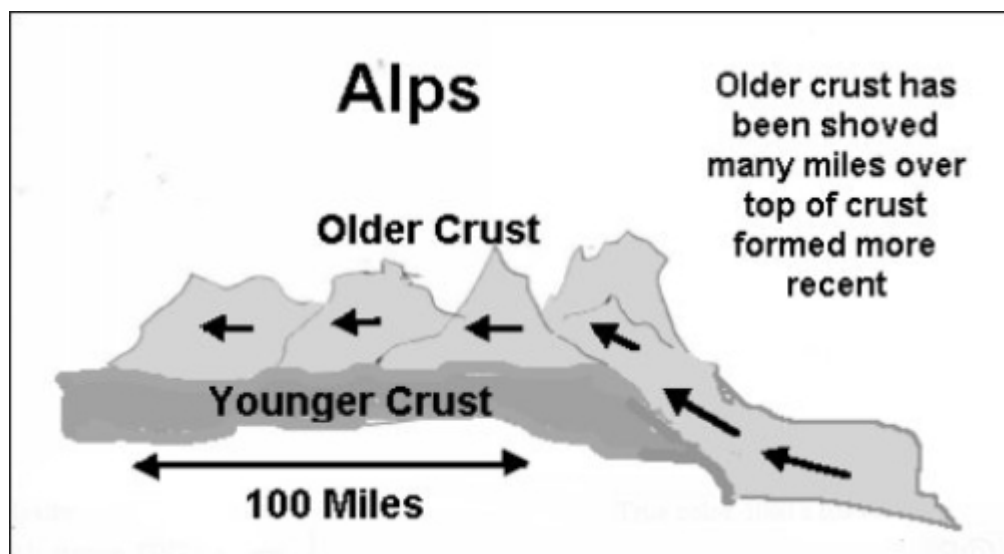 Alps
Older crust has
been shoved
many miles over
top of crust
formed more
recent
Older Crust
Younger Crust
100 Miles